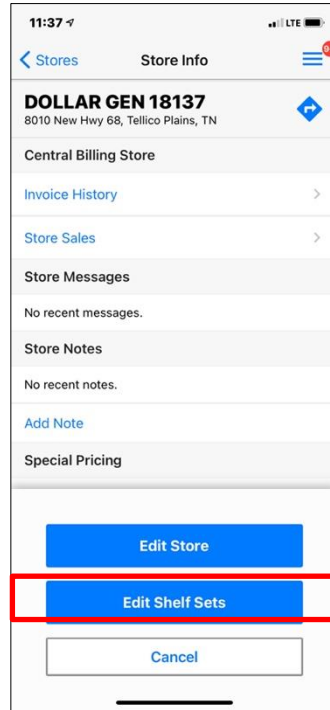 11:37 LTE
Stores Store Info
DOLLAR GEN 18137
8010 New Hwy 68, Tellico Plains, TN
Central Billing Store
Invoice History
Store Sales
Store Messages
No recent messages.
Store Notes
No recent notes.
Add Note
Special Pricing
Edit Store
Edit Shelf Sets
Cancel